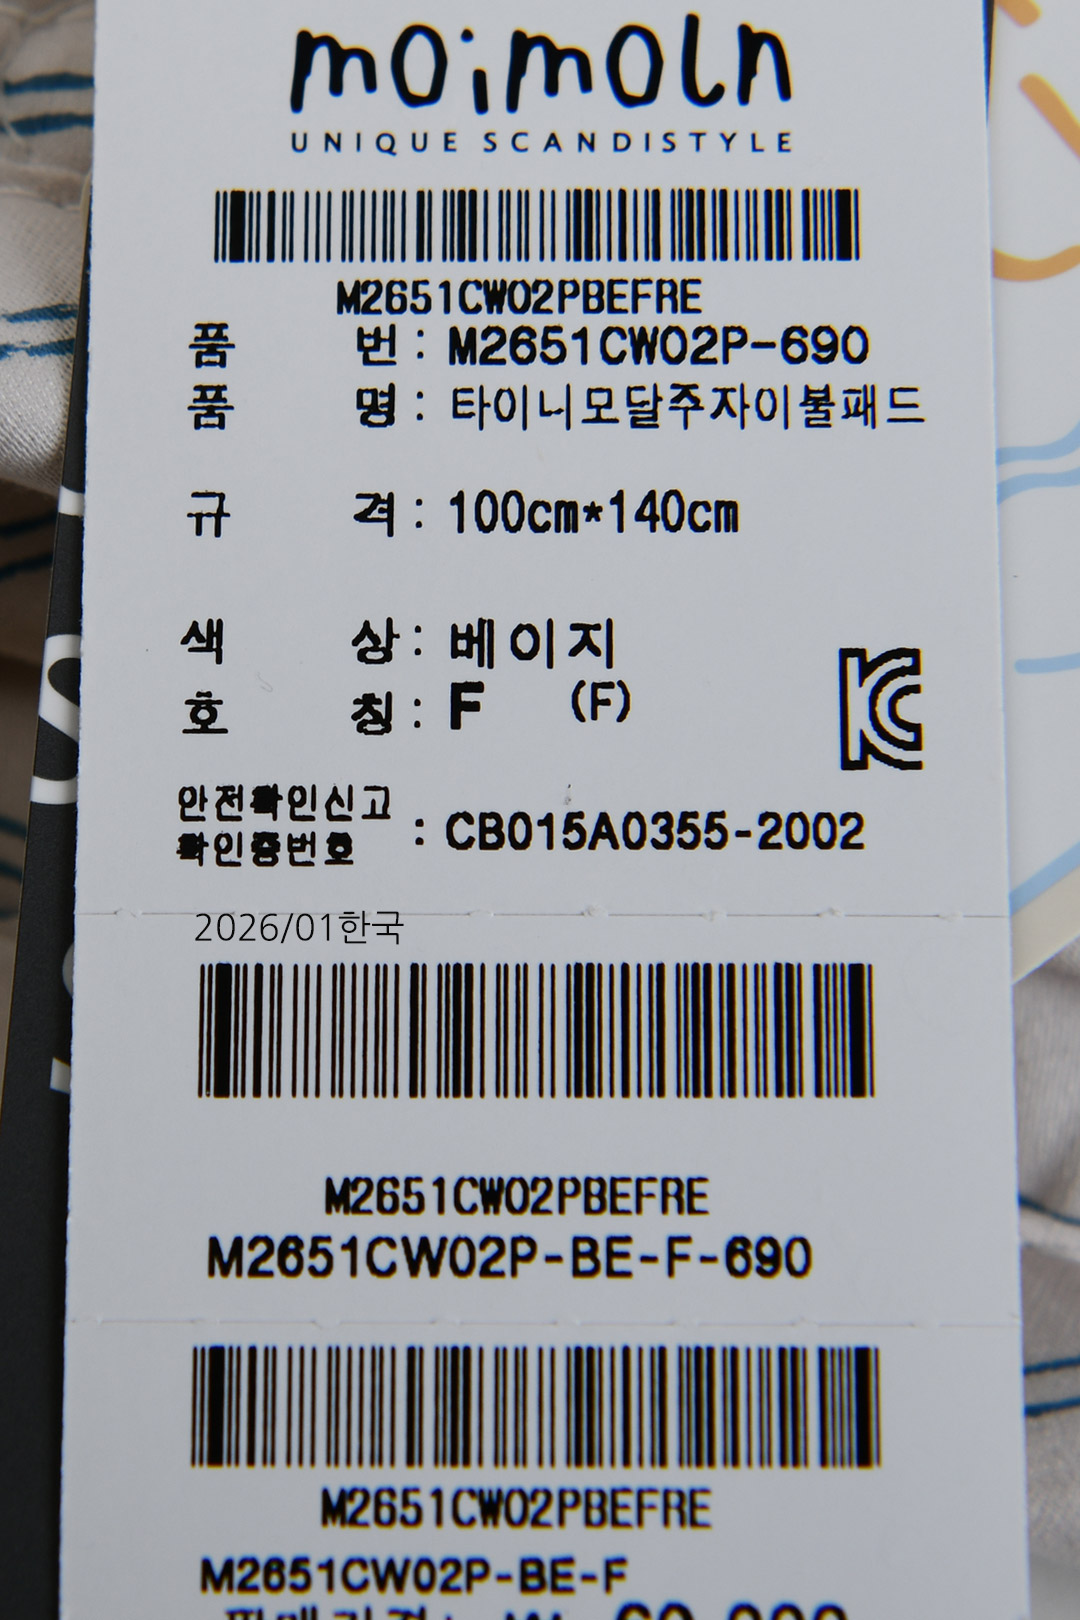 moimoln
UNIQUE SCANDISTYLE
M2651CW02PBEFRE
품 번 : M2651CW02P-690
품 명 : 타이니모달주자이불패드
규 격 : 100cm*140cm
색 상 : 베이지
호 칭 : F (F)
안전확인신고
확인증번호 : CB015A0355-2002
2026/01한국
M2651CW02PBEFRE
M2651CW02P-BE-F-690
M2651CW02PBEFRE
M2651CW02P-BE-F